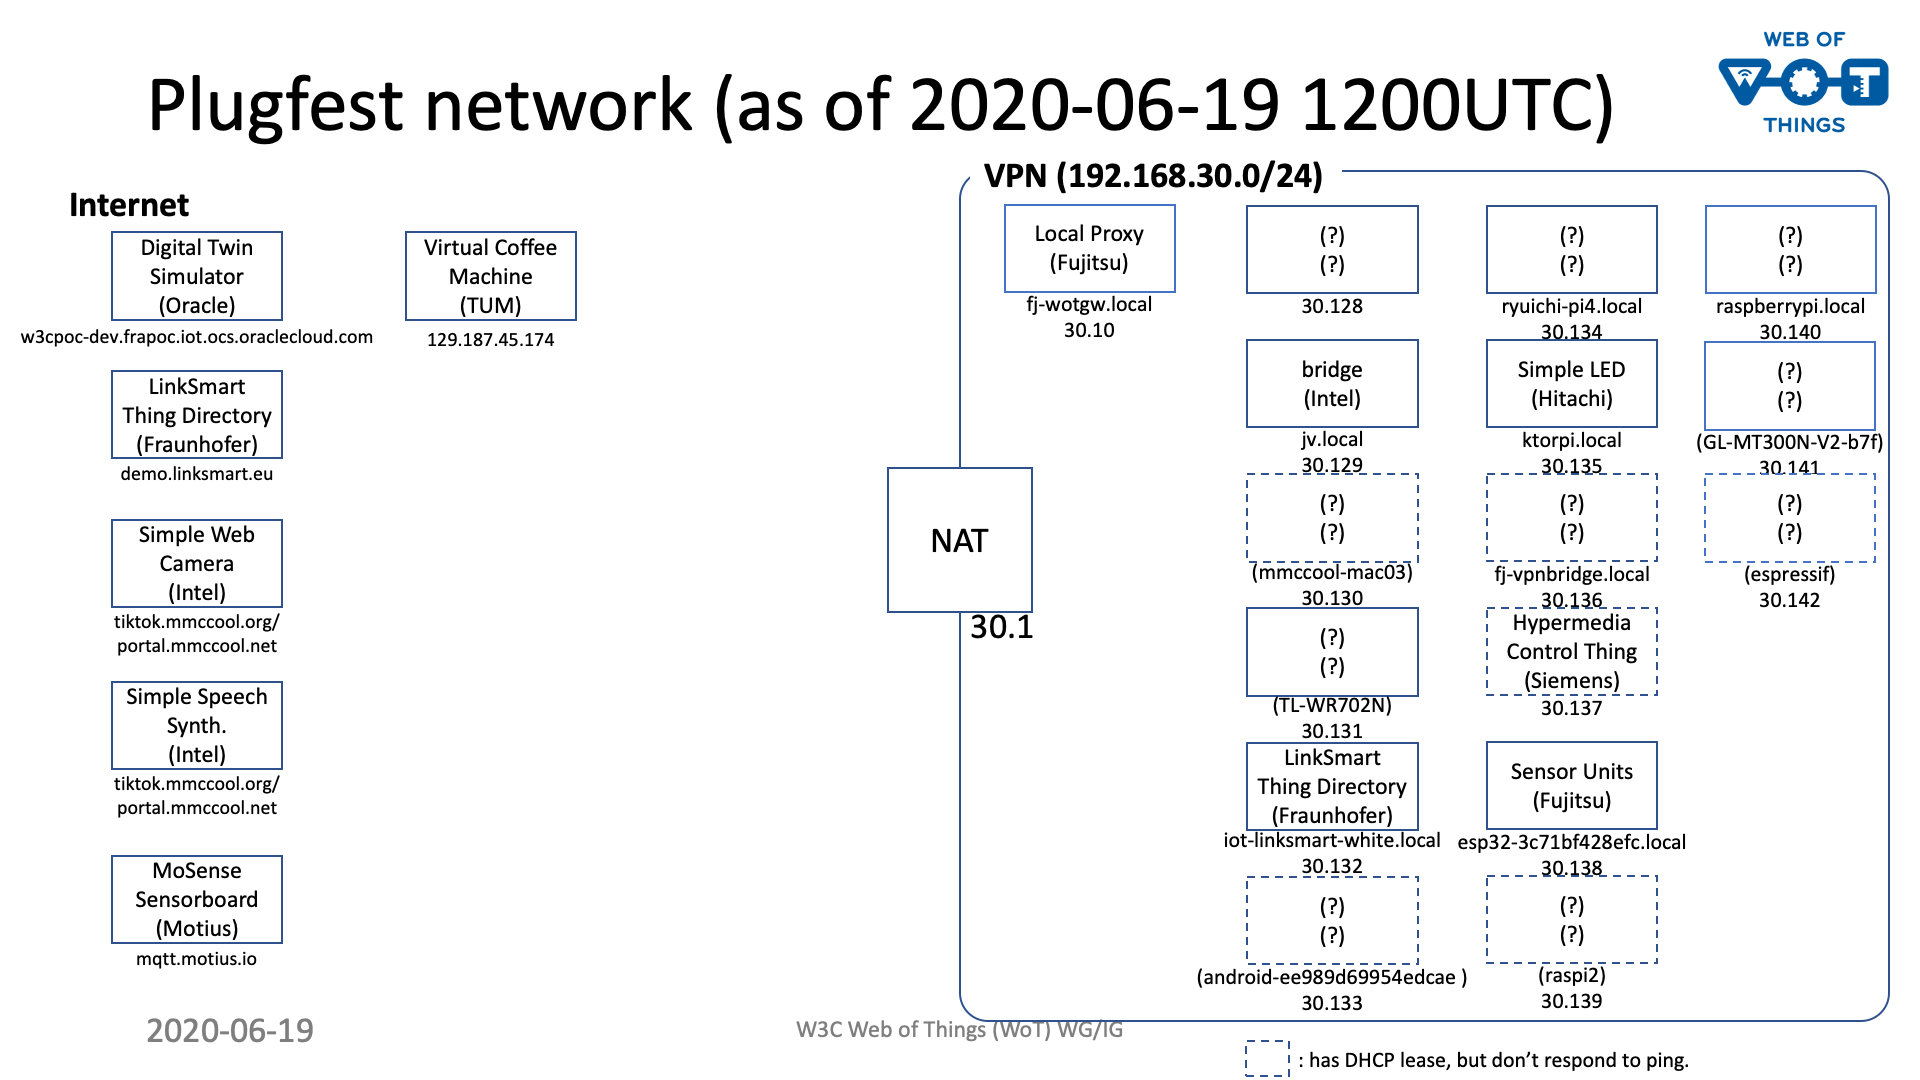 Plugfest network (as of 2020-06-19 1200UTC)
WEB OF
W T
THINGS
Internet
Digital Twin
Simulator
(Oracle)
w3cpoc-dev.frapoc.iot.ocs.oraclecloud.com
Virtual Coffee
Machine
(TUM)
129.187.45.174
LinkSmart
Thing Directory
(Fraunhofer)
demo.linksmart.eu
Simple Web
Camera
(Intel)
tiktok.mmccool.org/
portal.mmccool.net
Simple Speech
Synth.
(Intel)
tiktok.mmccool.org/
portal.mmccool.net
MoSense
Sensorboard
(Motius)
mqtt.motius.io
NAT
30.1
VPN (192.168.30.0/24)
Local Proxy
(Fujitsu)
fj-wotgw.local
30.10
(?)
(?)
30.128
bridge
(Intel)
jv.local
30.129
(?)
(?)
(mmccool-mac03)
30.130
(?)
(?)
(TL-WR702N)
30.131
LinkSmart
Thing Directory
(Fraunhofer)
iot-linksmart-white.local
30.132
(?)
(?)
(android-ee989d69954edcae )
30.133
(?)
(?)
ryuichi-pi4.local
30.134
Simple LED
(Hitachi)
ktorpi.local
30.135
(?)
(?)
fj-vpnbridge.local
30.136
Hypermedia
Control Thing
(Siemens)
30.137
Sensor Units
(Fujitsu)
esp32-3c71bf428efc.local
30.138
(?)
(?)
(raspi2)
30.139
(?)
(?)
raspberrypi.local
30.140
(?)
(?)
(GL-MT300N-V2-b7f)
30.141
(?)
(?)
(espressif)
30.142
2020-06-19
W3C Web of Things (WoT) WG/IG
: has DHCP lease, but don’t respond to ping.